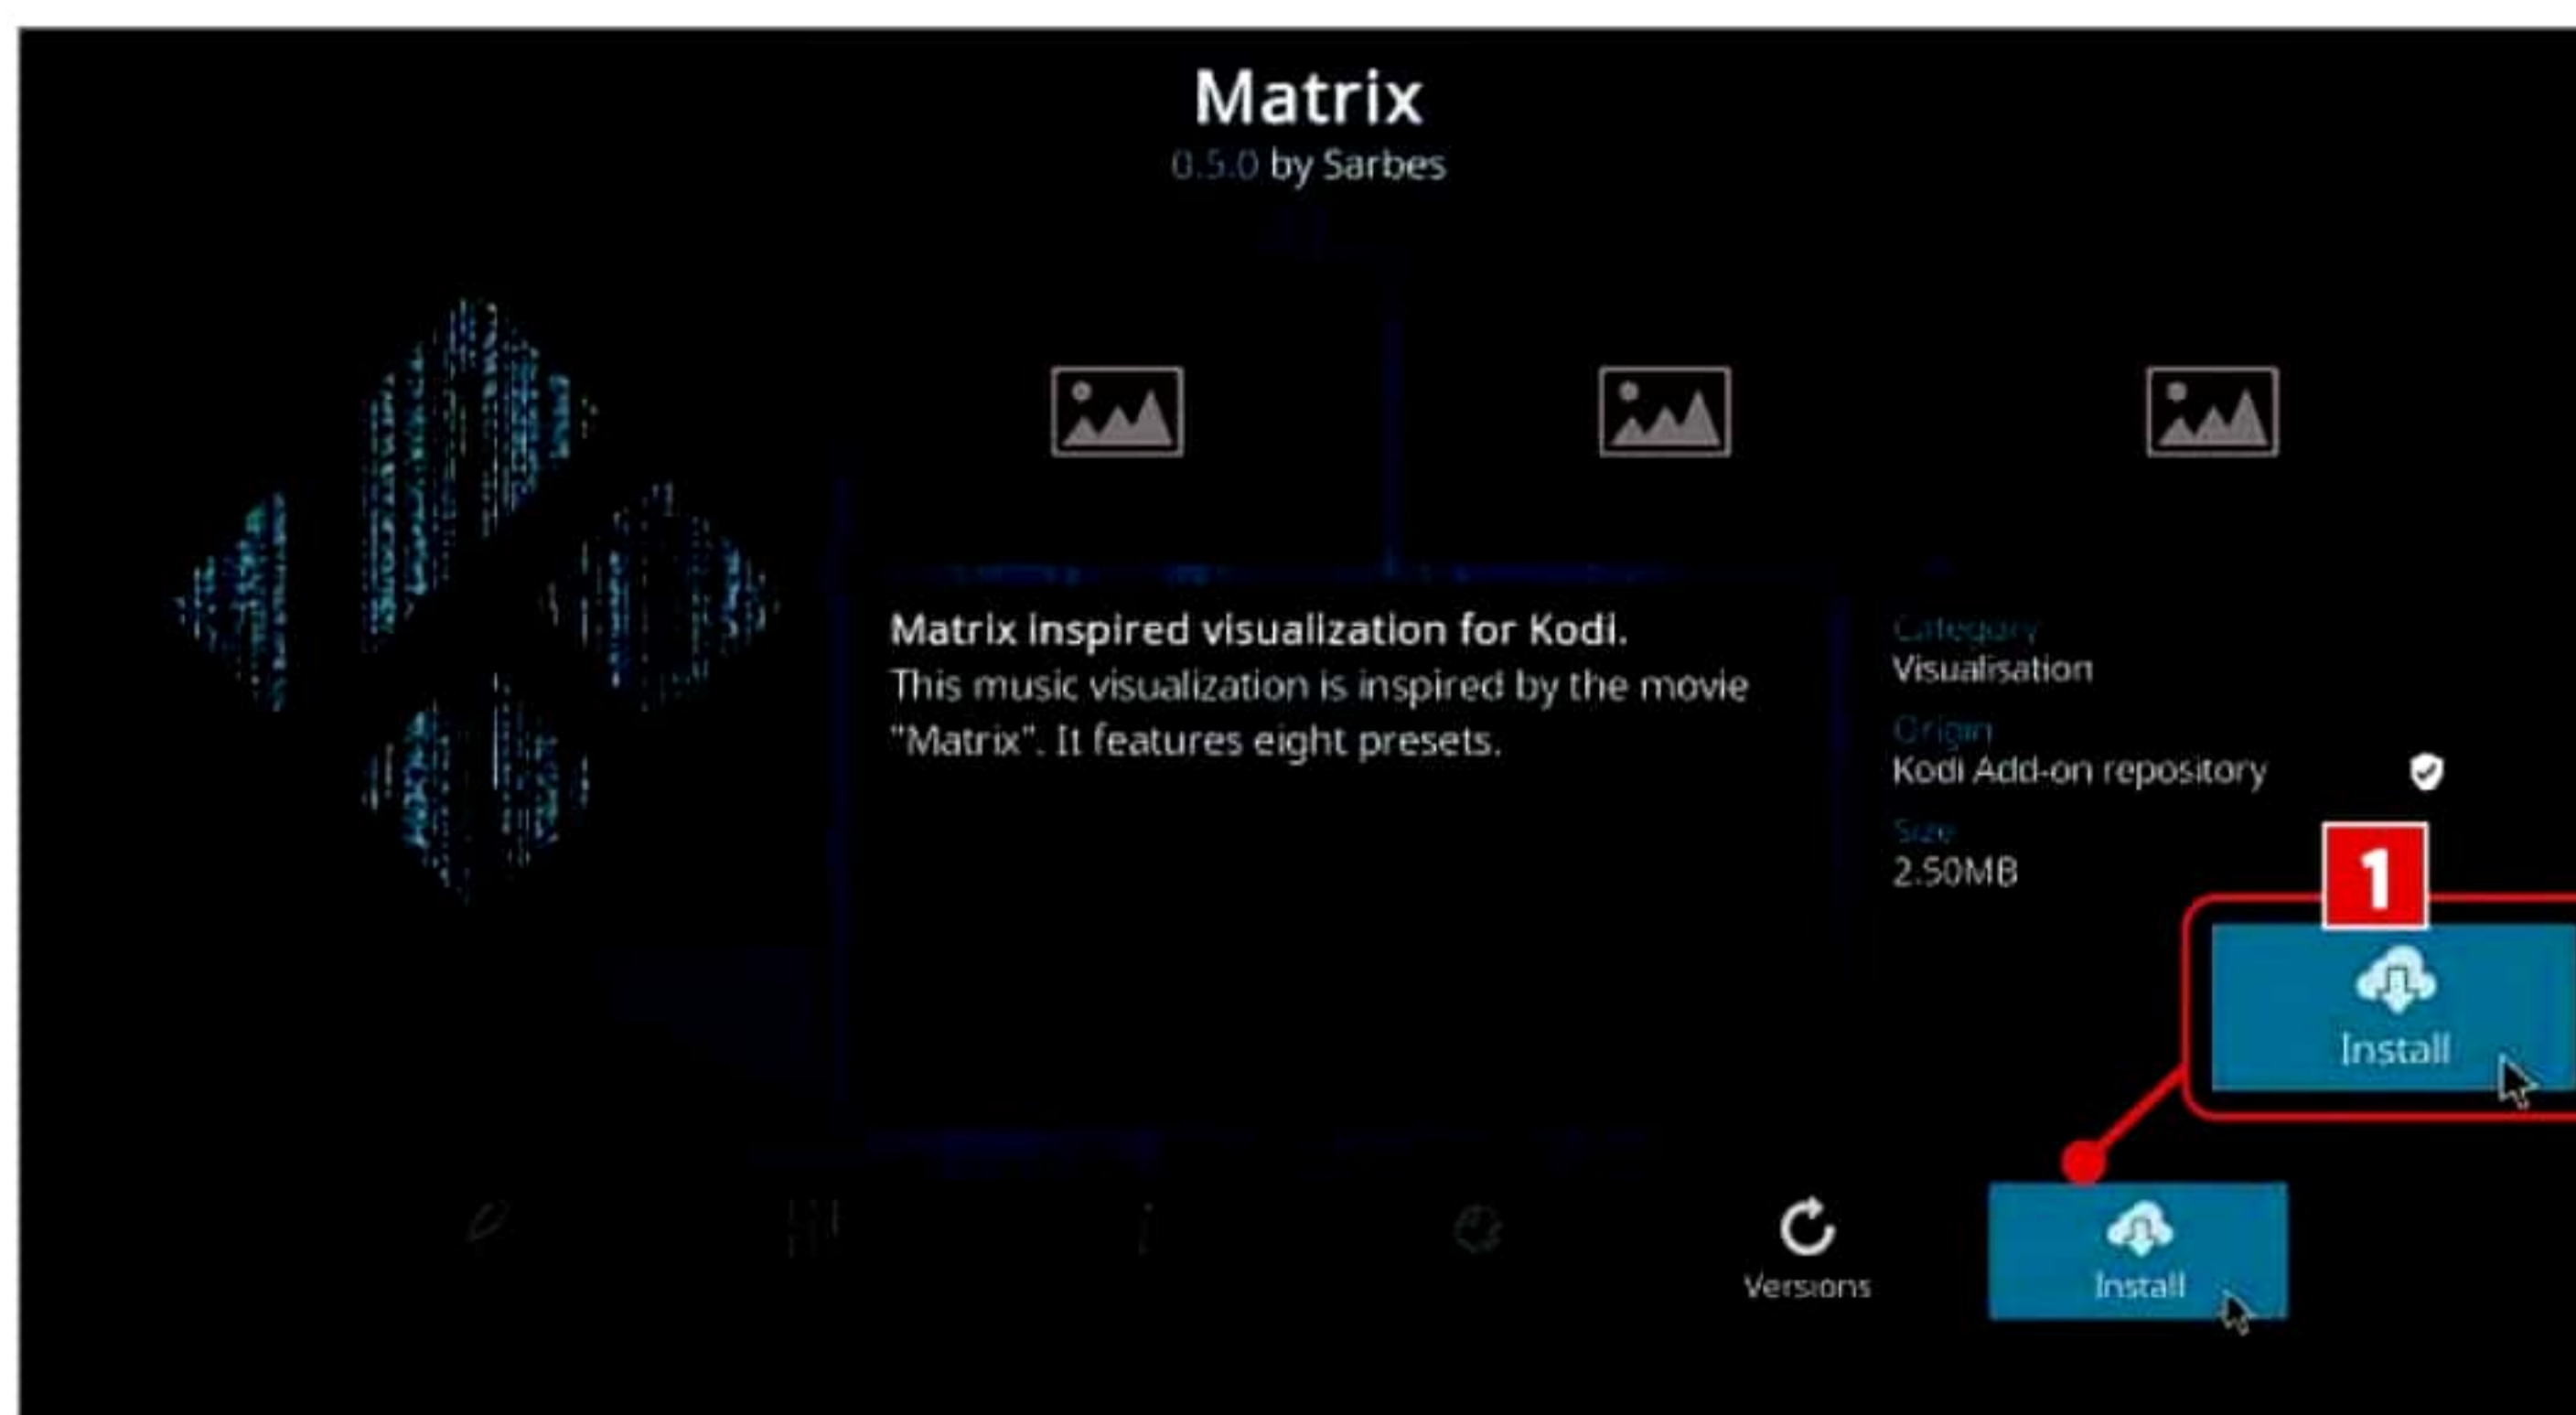 Matrix
0.5.0 by Sarbes
Matrix inspired visualization for Kodi.
This music visualization is inspired by the movie
"Matrix". It features eight presets.
Category
Visualisation
Origin
Kodi Add-on repository
Size
2.50MB
1
Install
Versions
Install